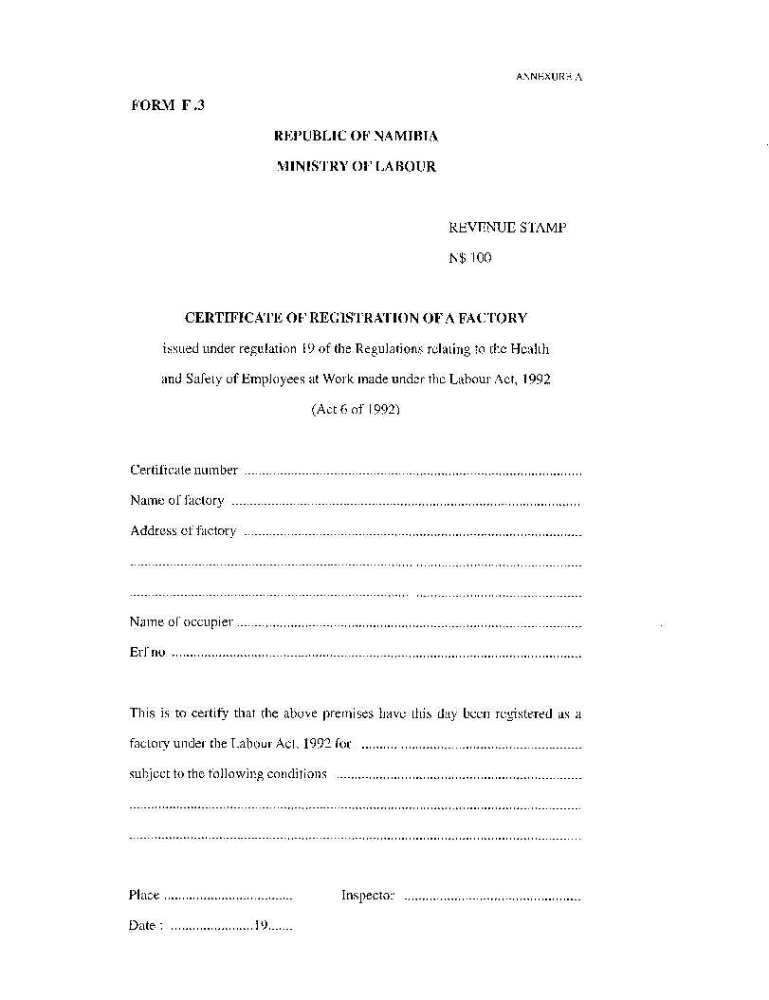 ANNEXURE A
FORM F.3
REPUBLIC OF NAMIBIA
MINISTRY OF LABOUR
REVENUE STAMP
N$ 100
CERTIFICATE OF REGISTRATION OF A FACTORY
issued under regulation 19 of the Regulations relating to the Health
and Safety of Employees at Work made under the Labour Act, 1992
(Act 6 of 1992)
Certificate number ..............................................................................................
Name of factory .................................................................................................
Address of factory ..............................................................................................
..............................................................................................................................
..............................................................................................................................
Name of occupier ................................................................................................
Erf no ..................................................................................................................
This is to certify that the above premises have this day been registered as a
factory under the Labour Act, 1992 for .............................................................
subject to the following conditions ....................................................................
..............................................................................................................................
..............................................................................................................................
Place .................................... Inspector .................................................
Date : .......................19.......